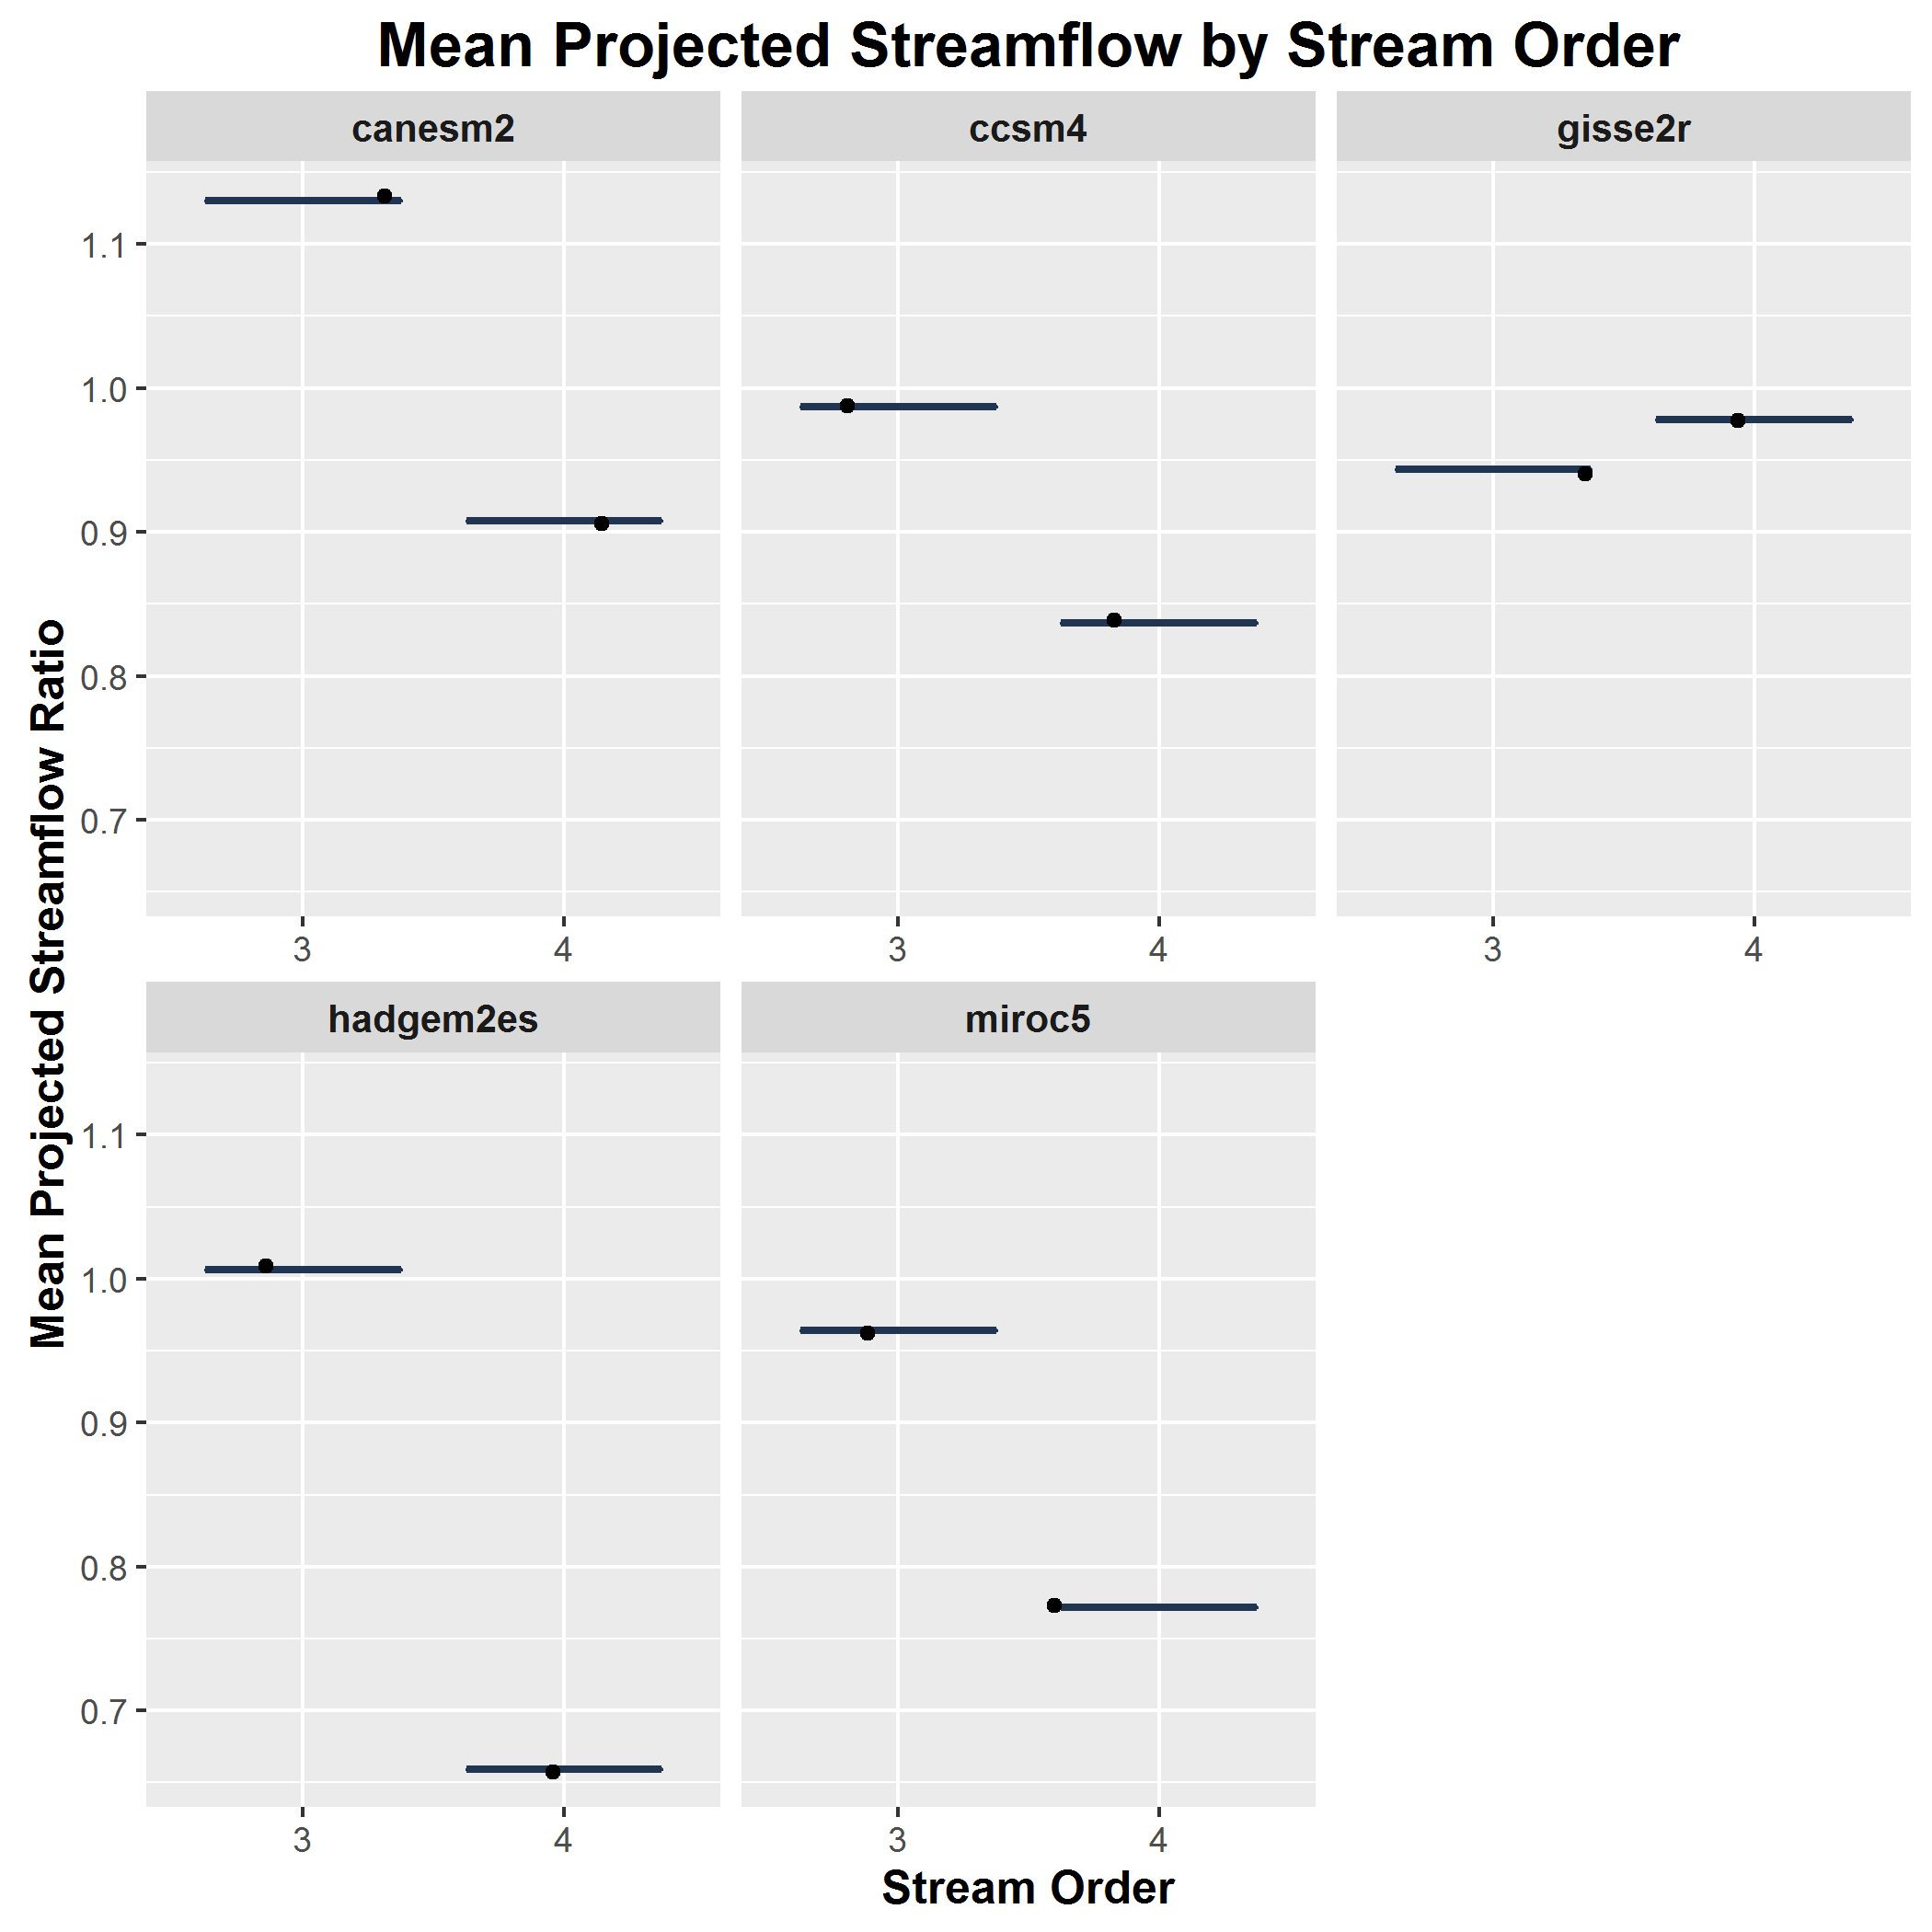 Mean Projected Streamflow by Stream Order
canesm2
ccsm4
gisse2r
1.1
1.0
0.9
0.8
0.7
3 4
3 4
3 4
Mean Projected Streamflow Ratio
hadgem2es
miroc5
1.1
1.0
0.9
0.8
0.7
3 4
3 4
Stream Order